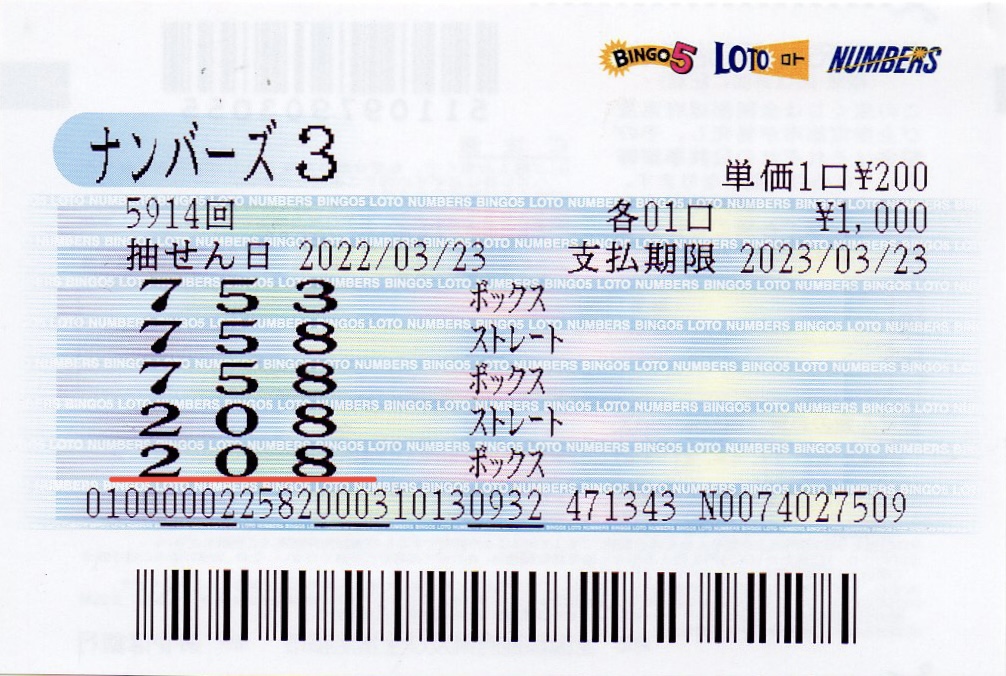 BINGO5 LOTO ロト NUMBERS
ナンバーズ 3
単価1口¥200
5914回 各01口 ¥1,000
抽せん日 2022/03/23 支払期限 2023/03/23
7 5 3 ボックス
7 5 8 ストレート
7 5 8 ボックス
2 0 8 ストレート
2 0 8 ボックス
010000022582000310130932 471343 N0074027509